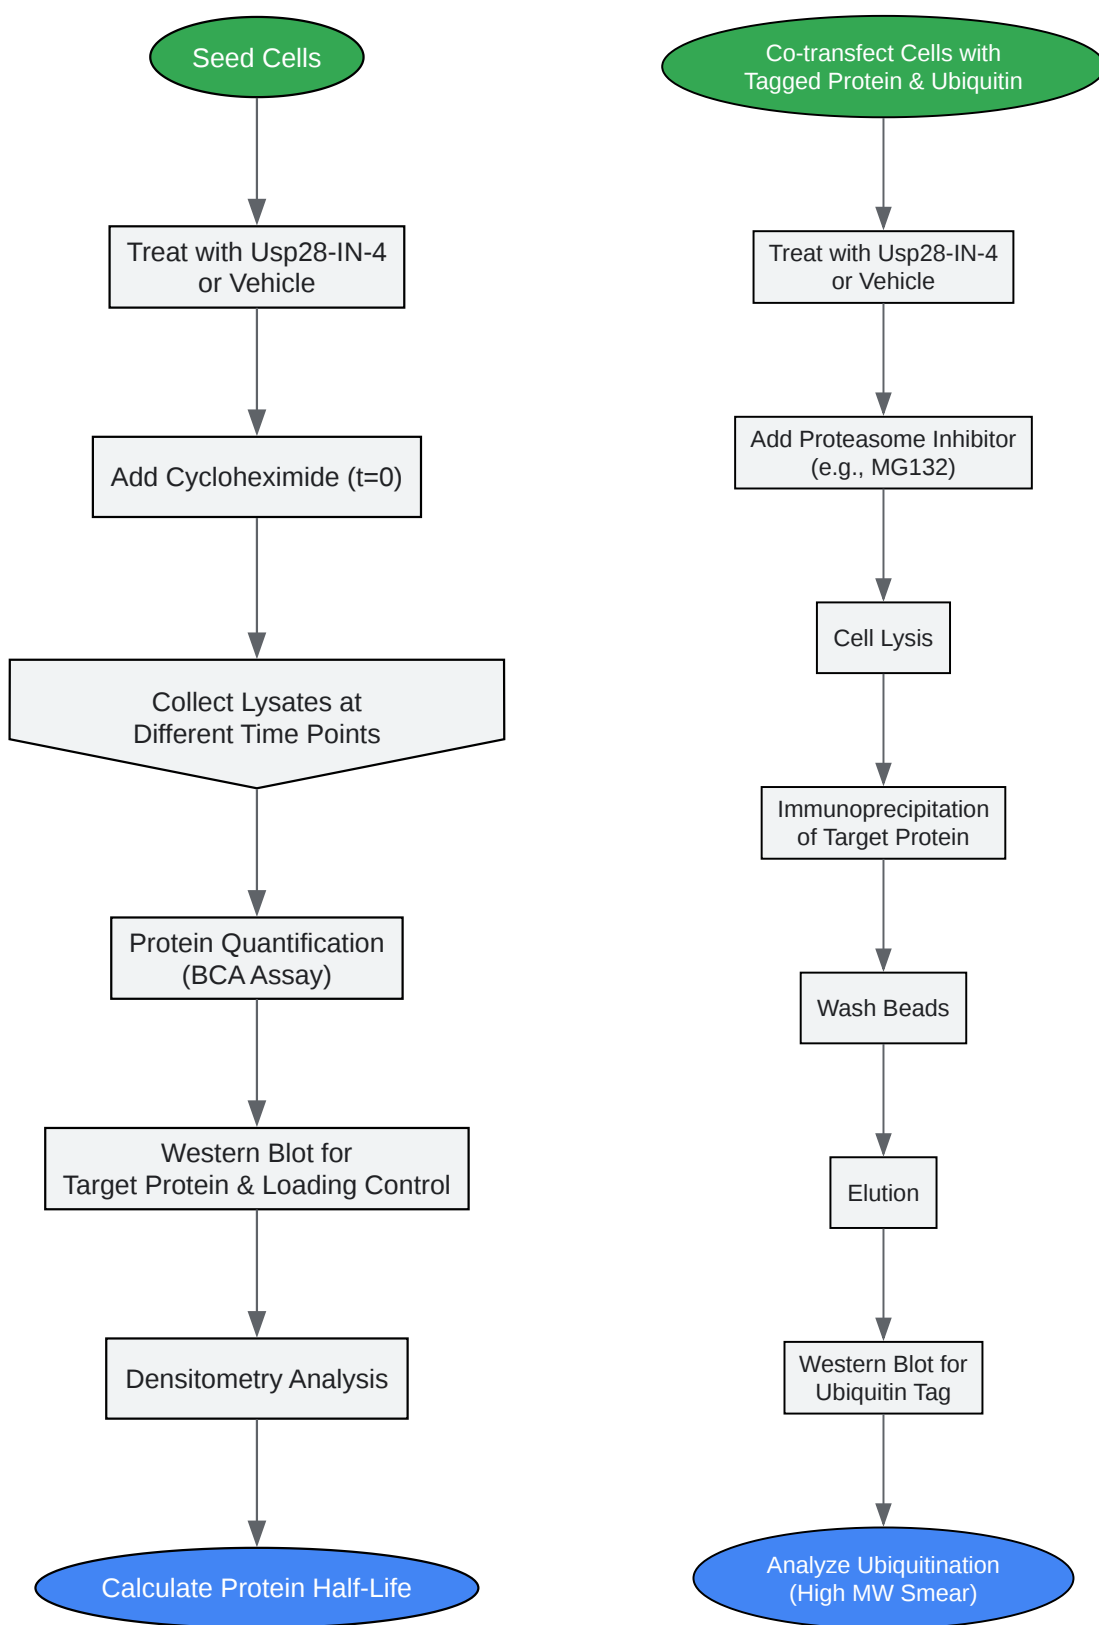 Seed Cells
Treat with Usp28-IN-4
or Vehicle
Add Cycloheximide (t=0)
Collect Lysates at
Different Time Points
Protein Quantification
(BCA Assay)
Western Blot for
Target Protein & Loading Control
Densitometry Analysis
Calculate Protein Half-Life
Co-transfect Cells with
Tagged Protein & Ubiquitin
Treat with Usp28-IN-4
or Vehicle
Add Proteasome Inhibitor
(e.g., MG132)
Cell Lysis
Immunoprecipitation
of Target Protein
Wash Beads
Elution
Western Blot for
Ubiquitin Tag
Analyze Ubiquitination
(High MW Smear)